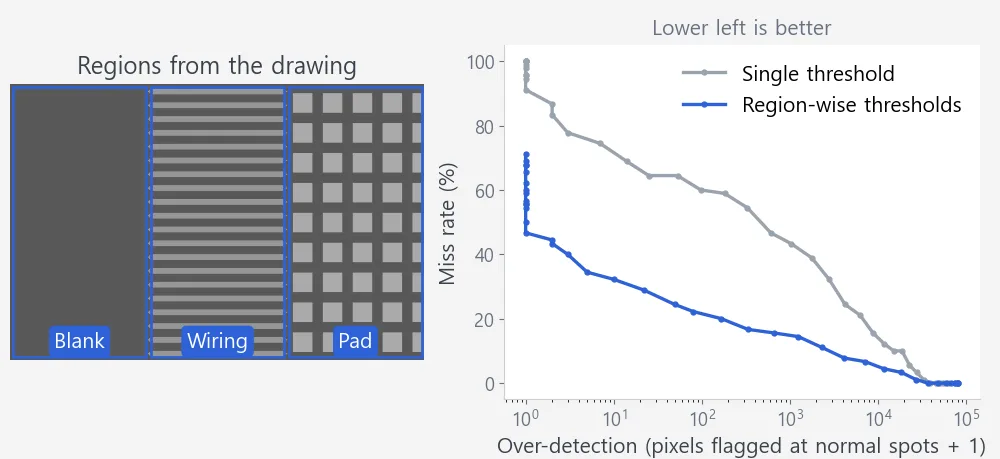 Regions from the drawing
Blank
Wiring
Pad
Lower left is better
Single threshold
Region-wise thresholds
Miss rate (%)
100
80
60
40
20
0
10⁰
10¹
10²
10³
10⁴
10⁵
Over-detection (pixels flagged at normal spots + 1)